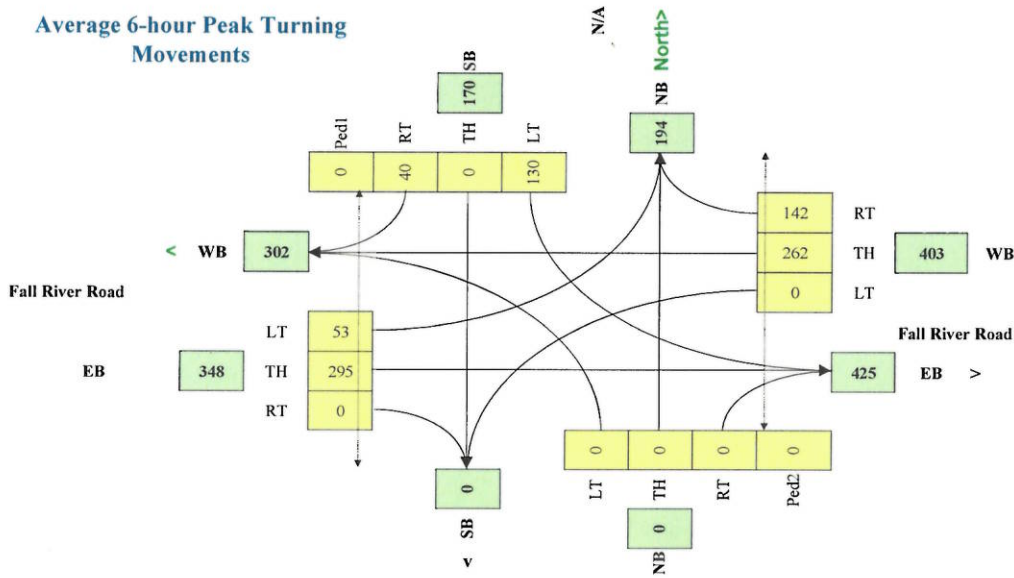 Average 6-hour Peak Turning
Movements
N/A
SB
170
NB North>
194
Ped1
RT
TH
LT
0
40
0
130
< WB 302
142 RT
262 TH 403 WB
0 LT
Fall River Road
LT 53
EB 348 TH 295
RT 0
Fall River Road
425 EB >
0
0
0
0
LT
TH
RT
Ped2
0
SB
v
0
NB